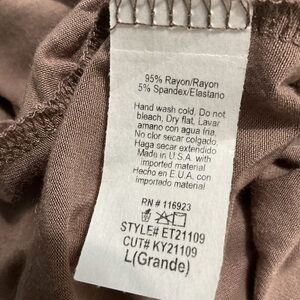 95% Rayon/Rayon
5% Spandex/Elastano
Hand wash cold, Do not
bleach, Dry flat, Lavar
amano con agua fria,
No clor secar colgado,
Haga secar extendido
Made in U.S.A. with
imported material
Hecho en E.U.A. con
importado material
RN # 116923
STYLE# ET21109
CUT# KY21109
L(Grande)